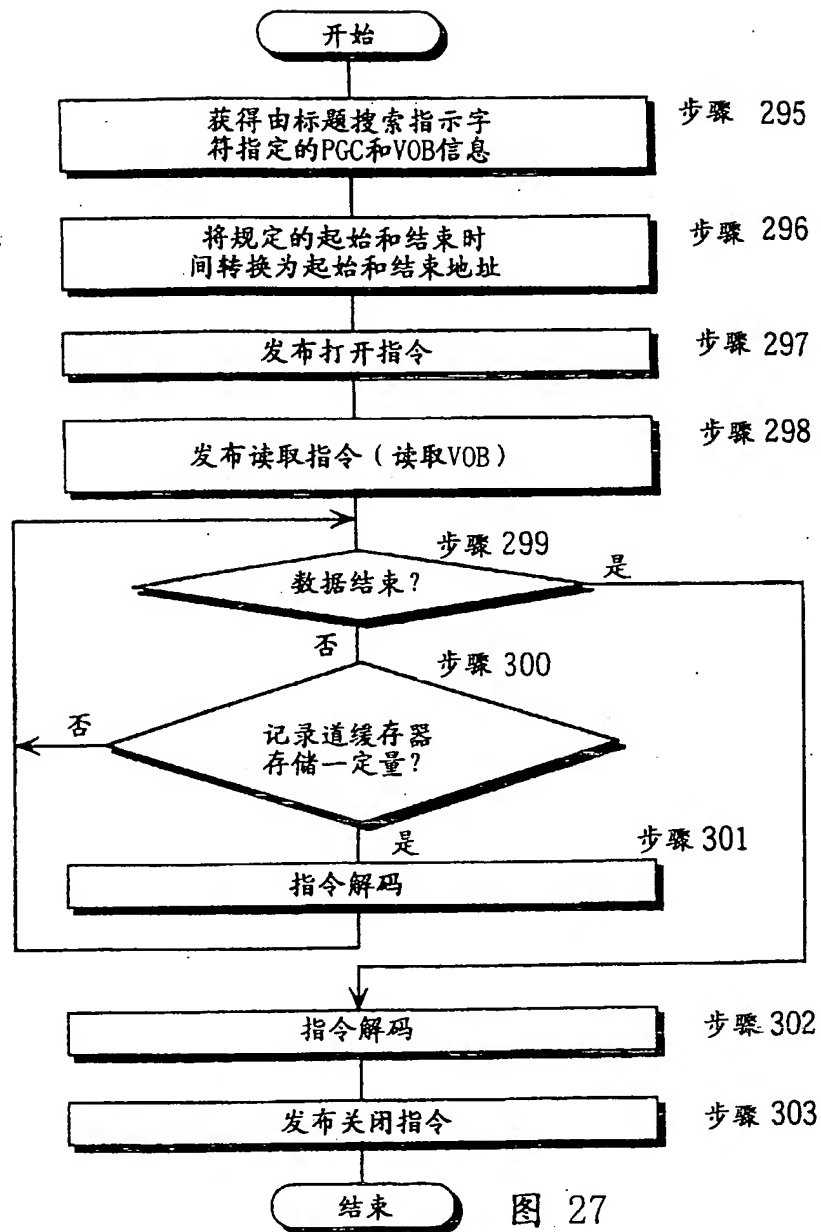 开始
获得由标题搜索指示字
符指定的PGC和VOB信息
步骤 295
将规定的起始和结束时
间转换为起始和结束地址
步骤 296
发布打开指令
步骤 297
发布读取指令(读取VOB)
步骤 298
步骤 299
数据结束?
是
否
步骤 300
否
记录道缓存器
存储一定量?
是
步骤 301
指令解码
指令解码
步骤 302
发布关闭指令
步骤 303
结束
图 27